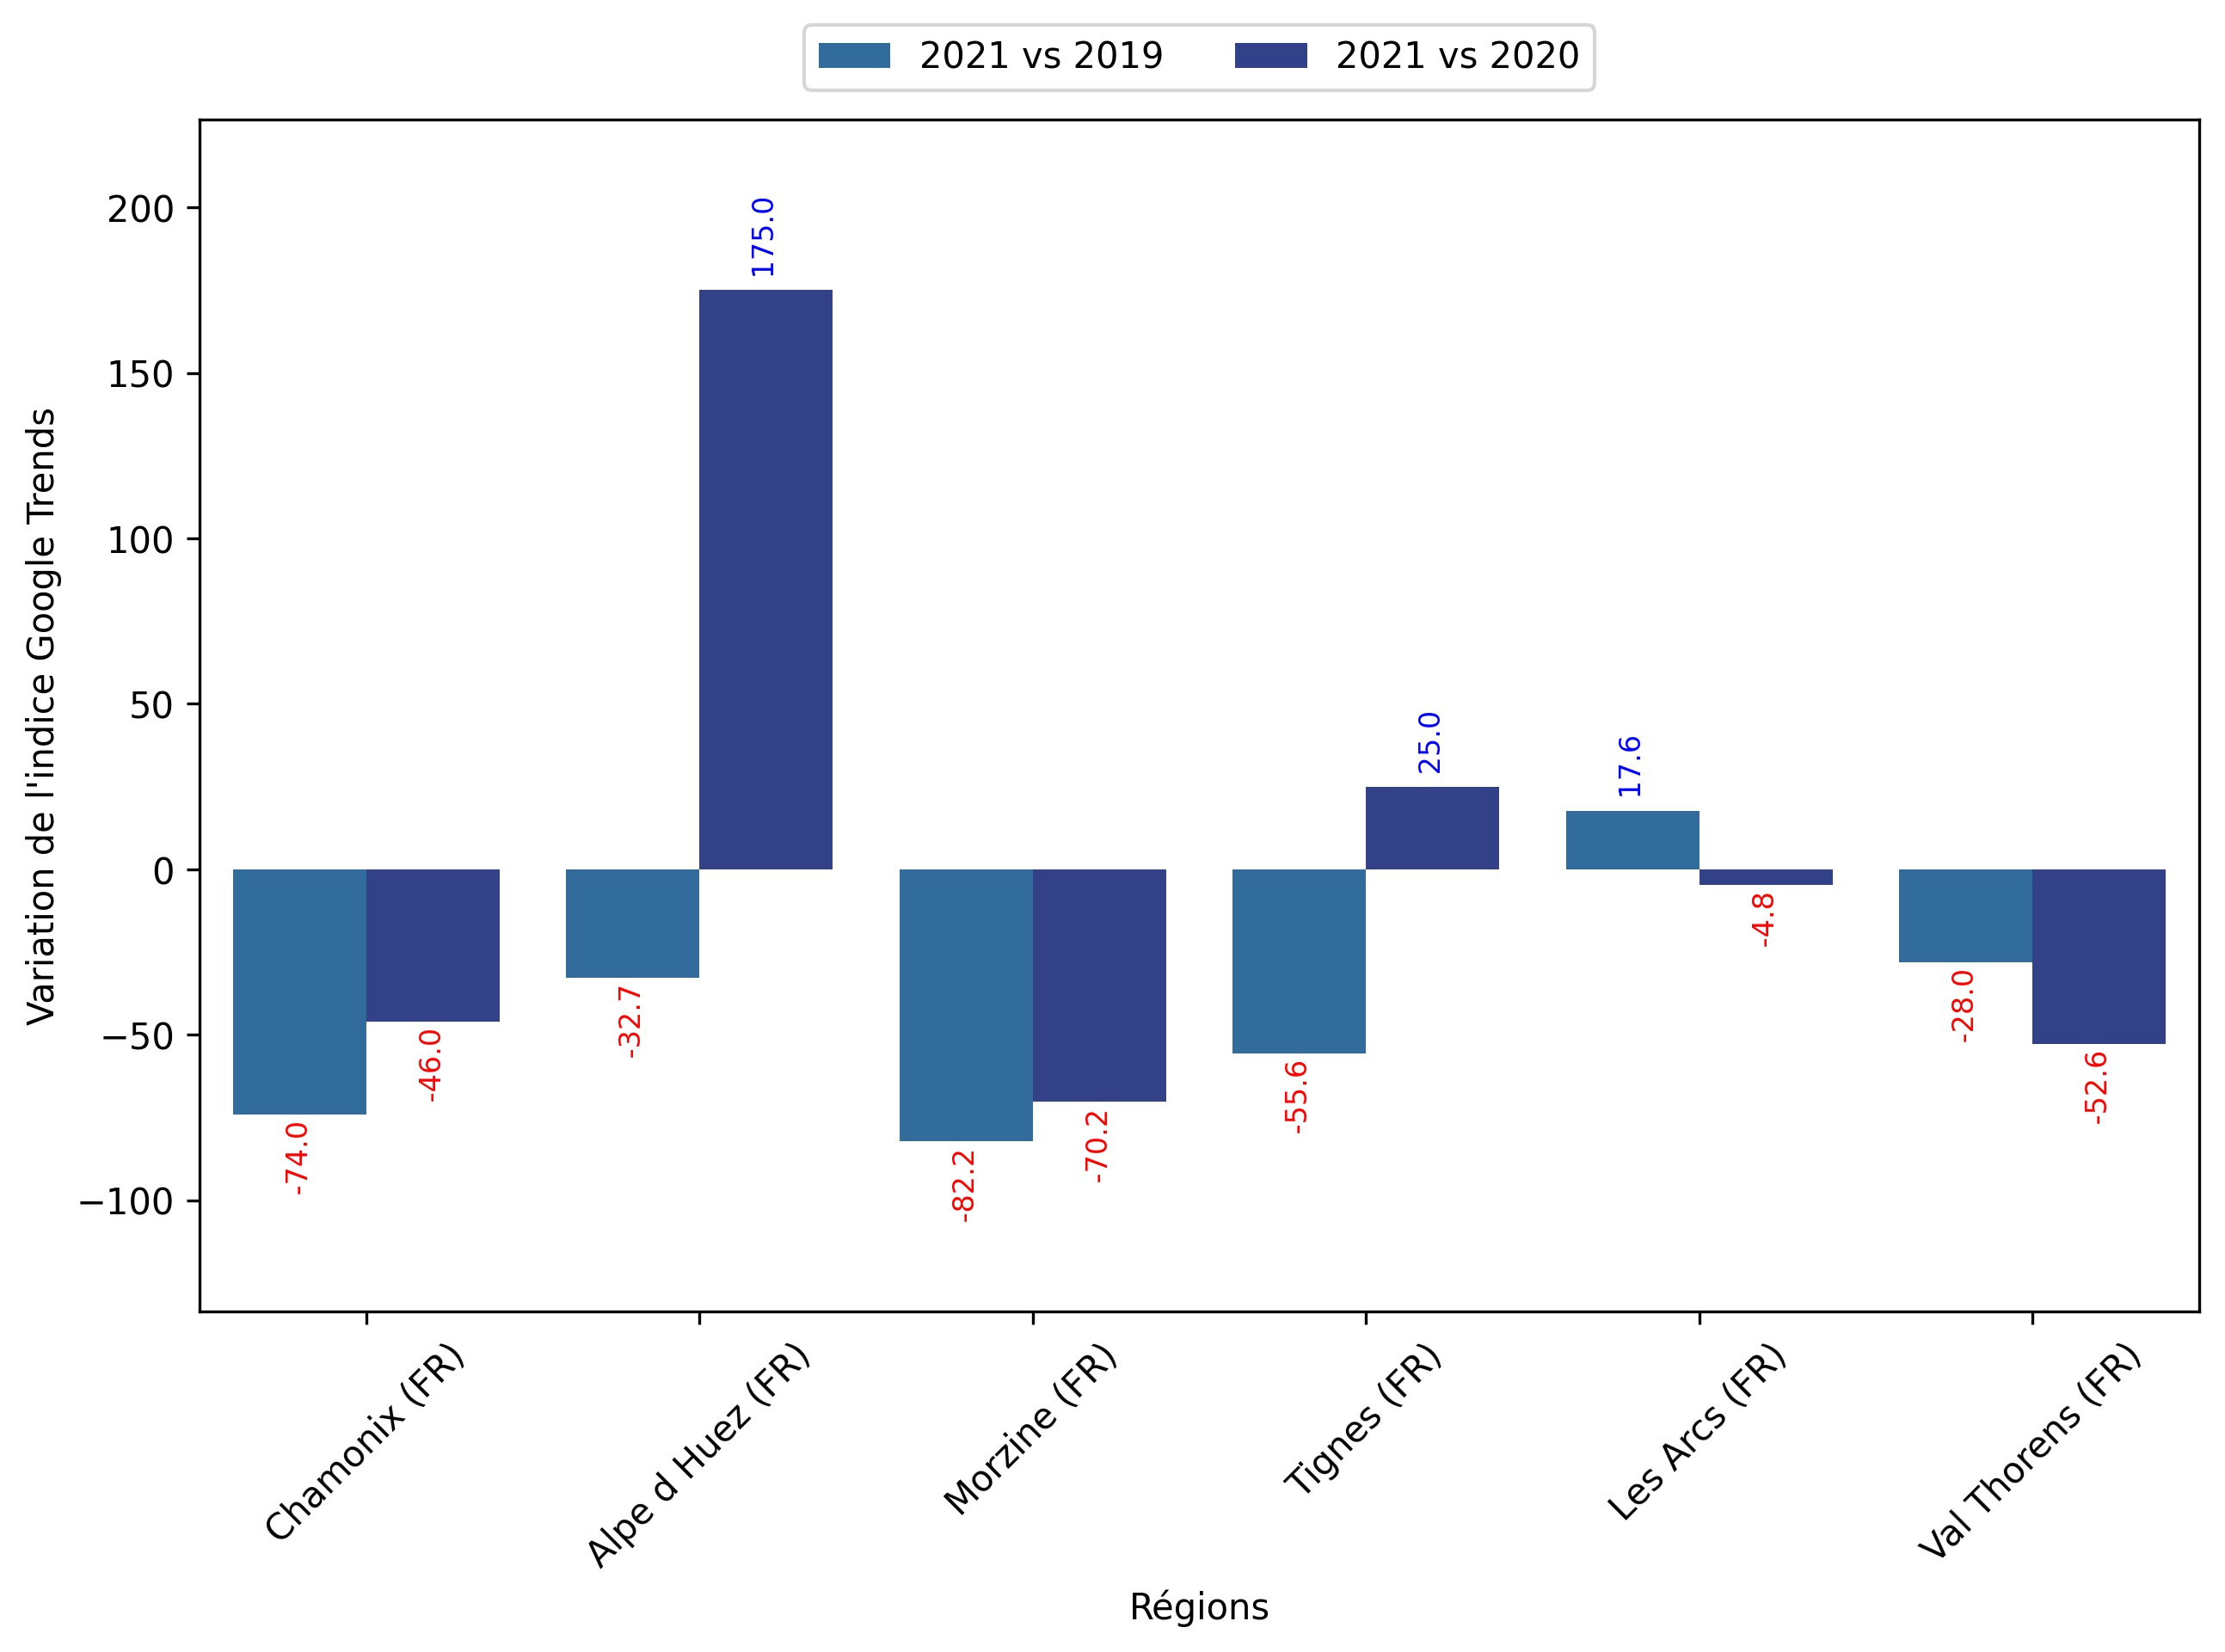 2021 vs 2019
2021 vs 2020
Variation de l'indice Google Trends
200
150
100
50
0
−50
−100
-74.0
-46.0
-32.7
175.0
-82.2
-70.2
-55.6
25.0
17.6
-4.8
-28.0
-52.6
Chamonix (FR)
Alpe d Huez (FR)
Morzine (FR)
Tignes (FR)
Les Arcs (FR)
Val Thorens (FR)
Régions